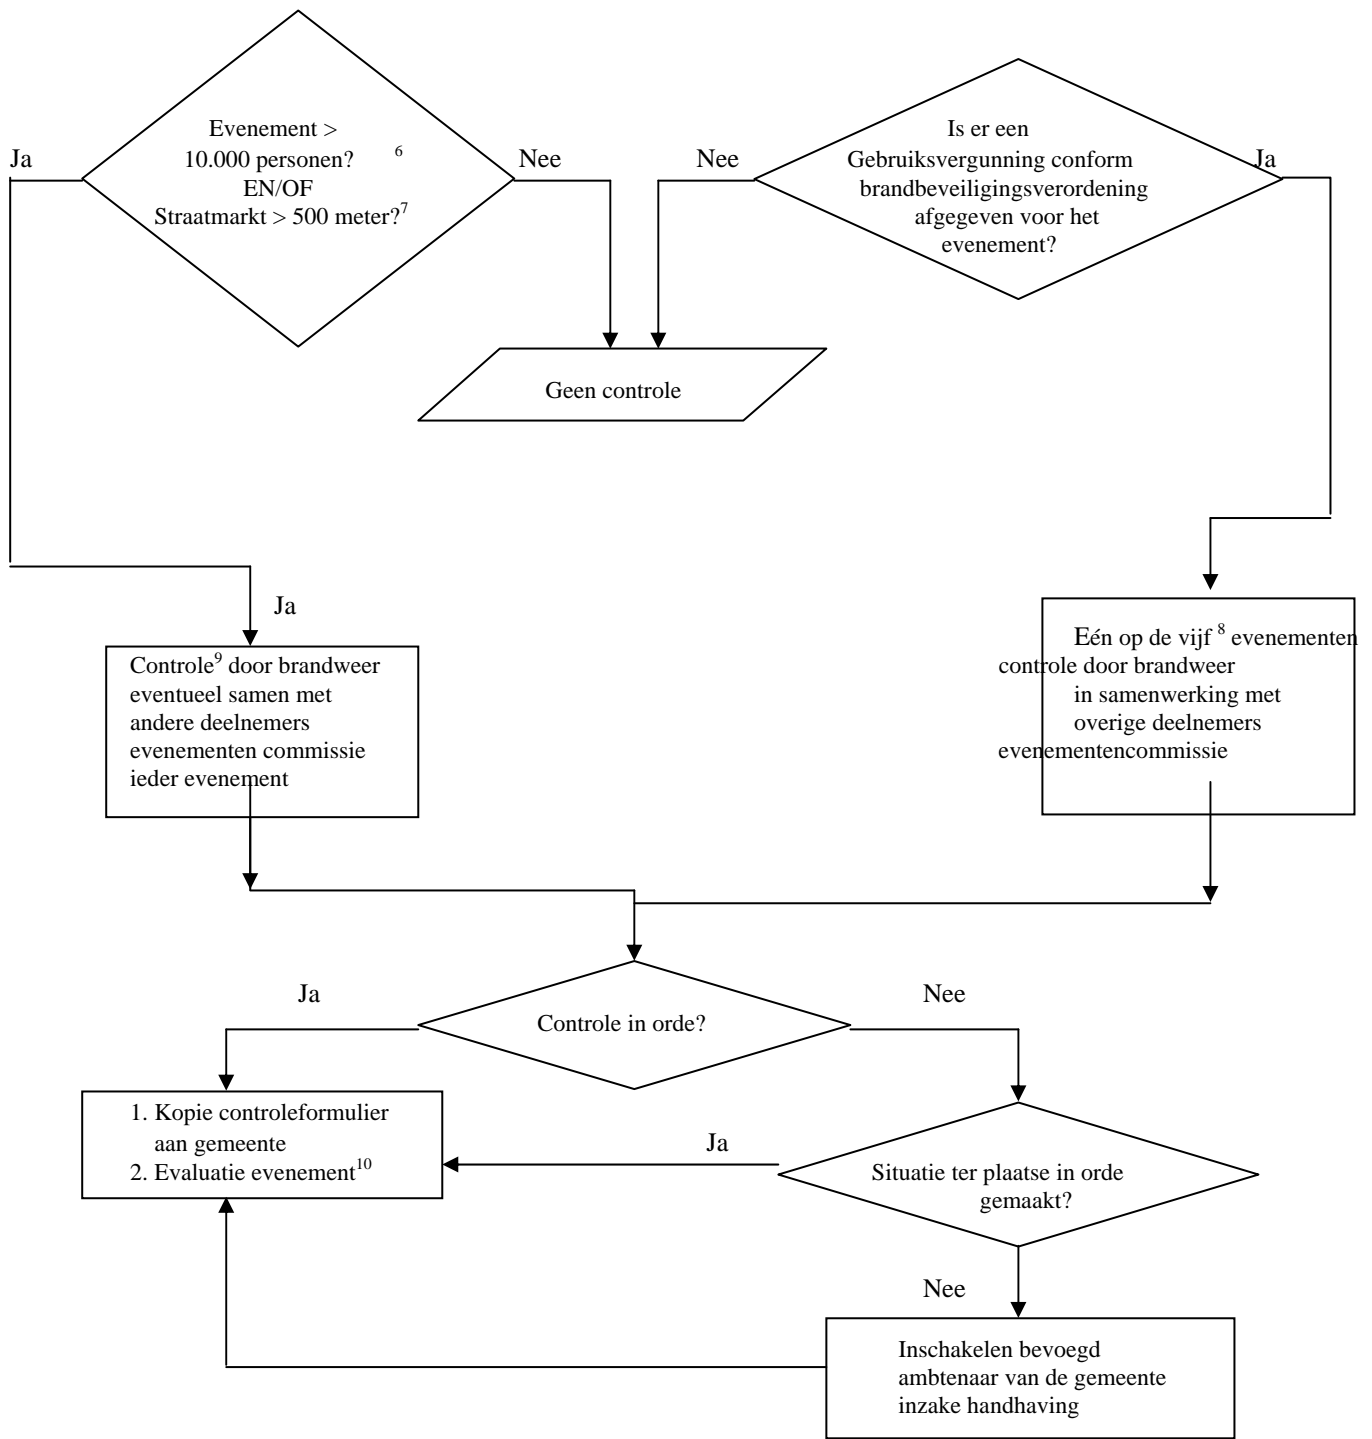 Evenement >
10.000 personen? 6
EN/OF
Straatmarkt > 500 meter?7
Ja
Nee
Is er een
Gebruiksvergunning conform
brandbeveiligingsverordening
afgegeven voor het
evenement?
Nee
Ja
Geen controle
Ja
Controle9 door brandweer
eventueel samen met
andere deelnemers
evenementen commissie
ieder evenement
Eén op de vijf 8 evenementen
controle door brandweer
in samenwerking met
overige deelnemers
evenementencommissie
Controle in orde?
Ja
Nee
1. Kopie controleformulier
aan gemeente
2. Evaluatie evenement10
Ja
Situatie ter plaatse in orde
gemaakt?
Nee
Inschakelen bevoegd
ambtenaar van de gemeente
inzake handhaving